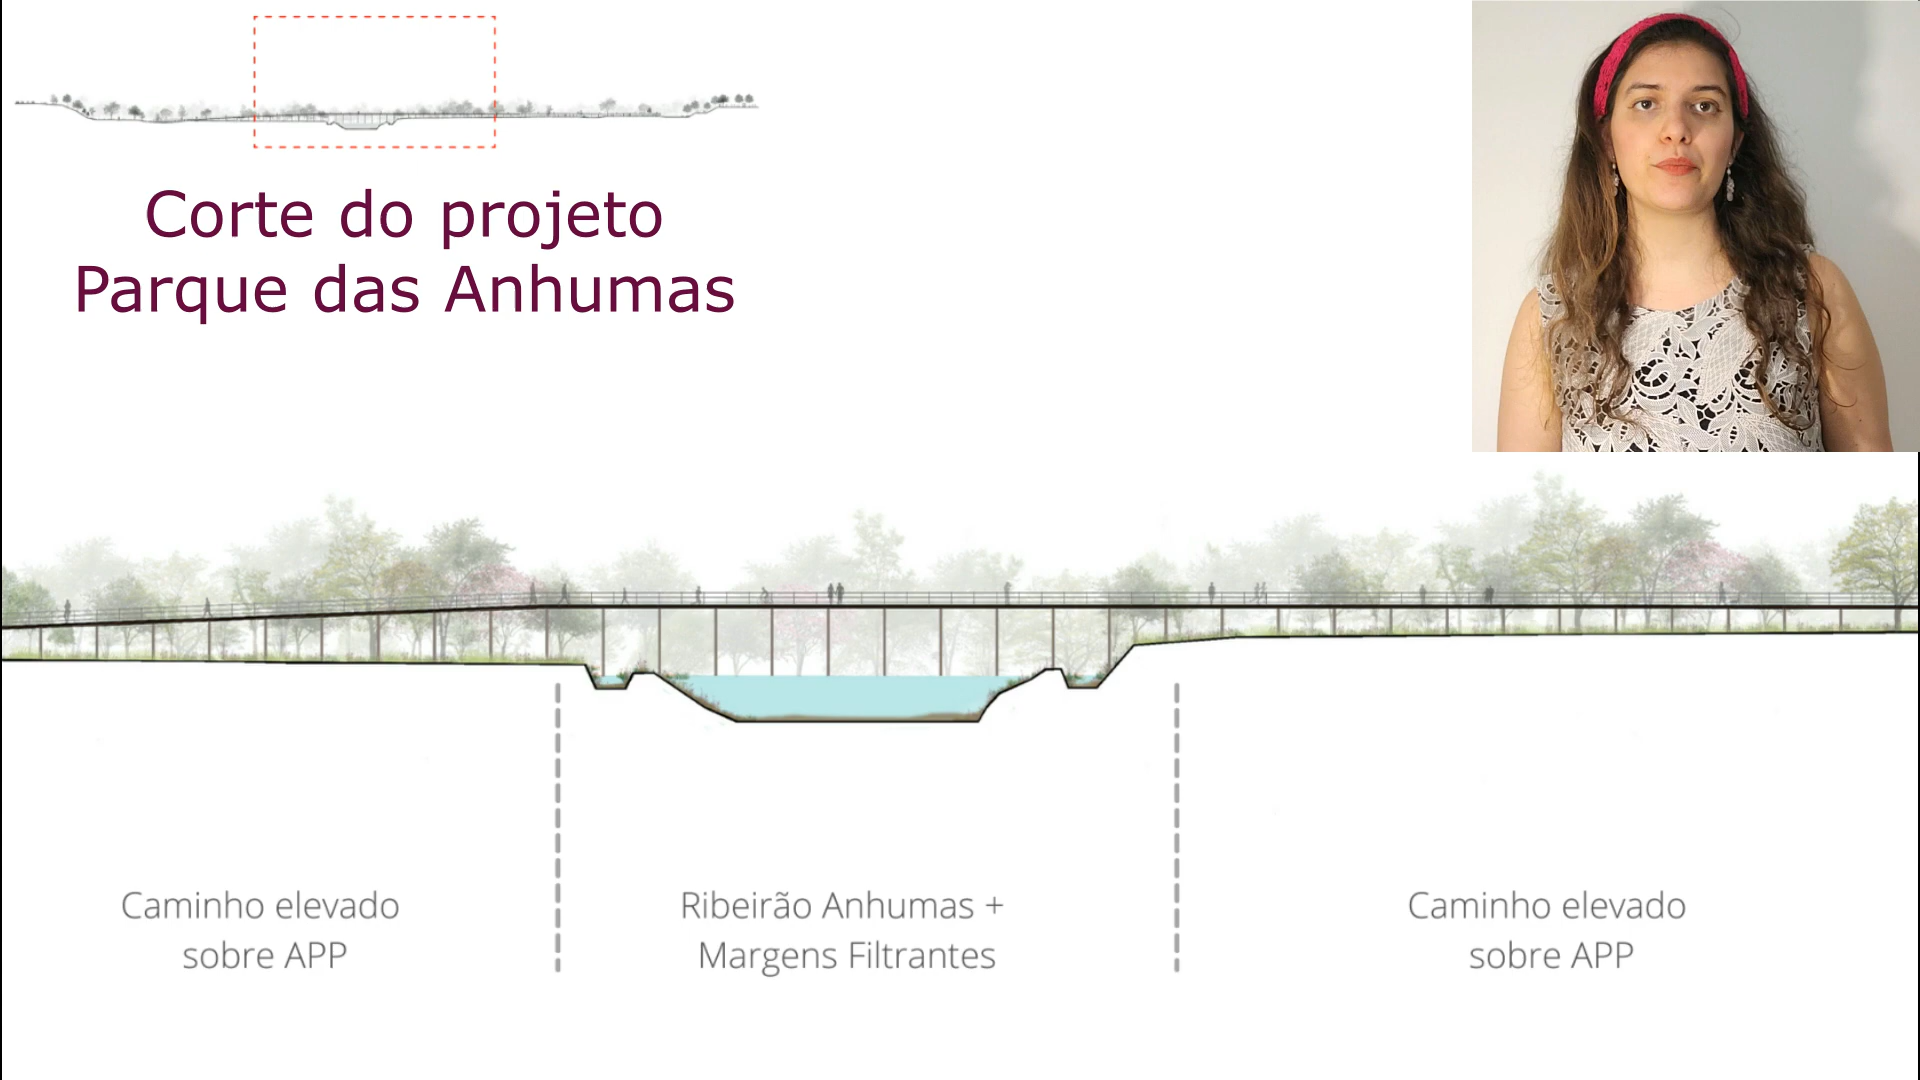 Corte do projeto
Parque das Anhumas
Caminho elevado
sobre APP
Ribeirão Anhumas +
Margens Filtrantes
Caminho elevado
sobre APP